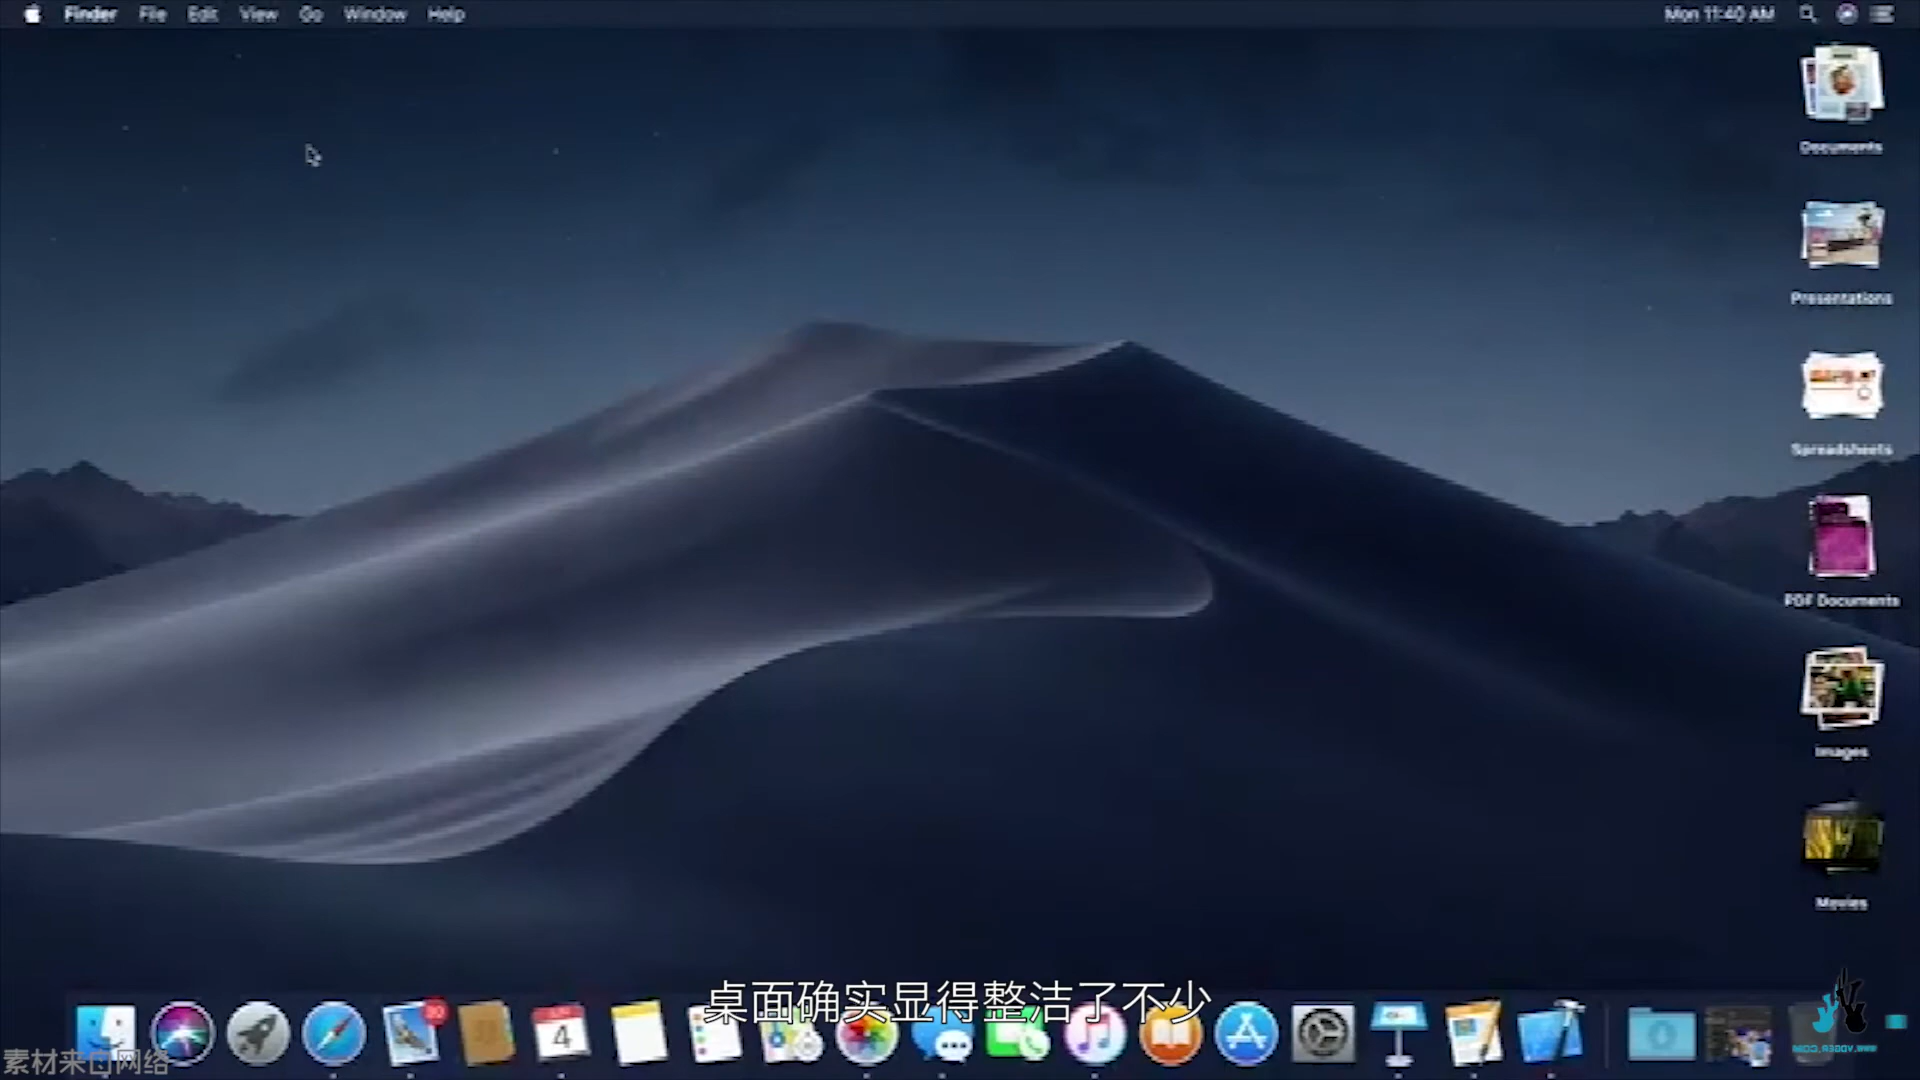 Finder File Edit View Go Window Help
Mon 11:40 AM
Documents
Presentations
Spreadsheets
PDF Documents
Images
Movies
桌面确实显得整洁了不少
4
素材来自网络